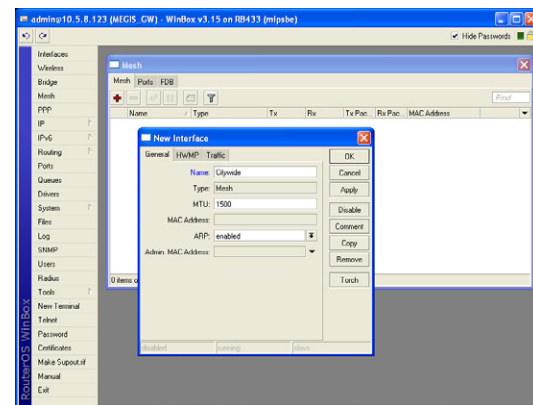 admin@10.5.8.123 (MEGIS_GW) - WinBox v3.15 on RB433 (mipsbe)
Hide Passwords
Interfaces
Wireless
Bridge
Mesh
PPP
IP
IPv6
Routing
Ports
Queues
Drivers
System
Files
Log
SNMP
Users
Radius
Tools
New Terminal
Telnet
Password
Certificates
Make Supout.rif
Manual
Exit
RouterOS WinBox
Mesh
Mesh Ports FDB
Find
Name / Type Tx Rx Tx Pac... Rx Pac... MAC Address
0 items o
New Interface
General HWMP Traffic
Name: Citywide
Type: Mesh
MTU: 1500
MAC Address:
ARP: enabled
Admin. MAC Address:
OK
Cancel
Apply
Disable
Comment
Copy
Remove
Torch
disabled running slave